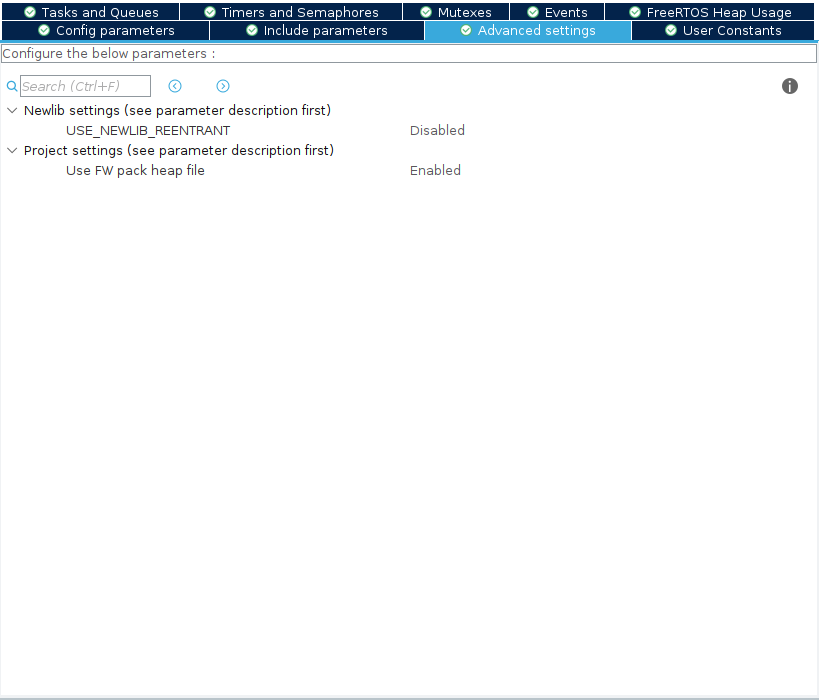 Tasks and Queues Timers and Semaphores Mutexes Events FreeRTOS Heap Usage
Config parameters Include parameters Advanced settings User Constants
Configure the below parameters :
Search (Ctrl+F)
Newlib settings (see parameter description first)
USE_NEWLIB_REENTRANT Disabled
Project settings (see parameter description first)
Use FW pack heap file Enabled